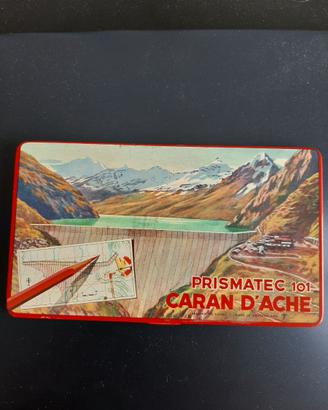 PRISMATEC 101
CARAN D'ACHE